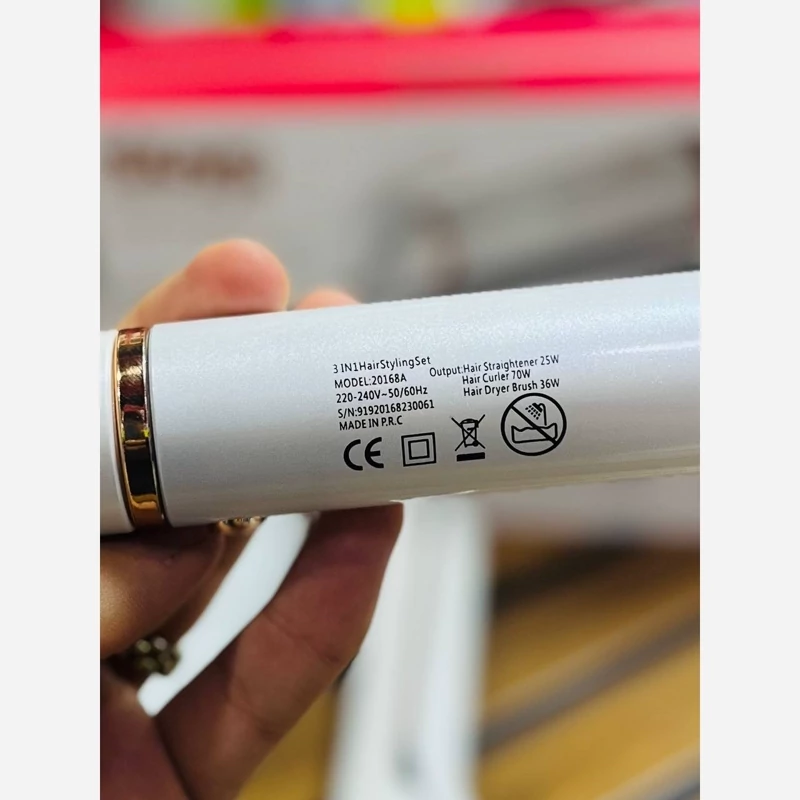 3 IN1HairStylingSet
MODEL:20168A
220-240V~50/60Hz
S/N:91920168230061
MADE IN P.R.C
Output:Hair Straightener 25W
Hair Curler 70W
Hair Dryer Brush 36W
CE